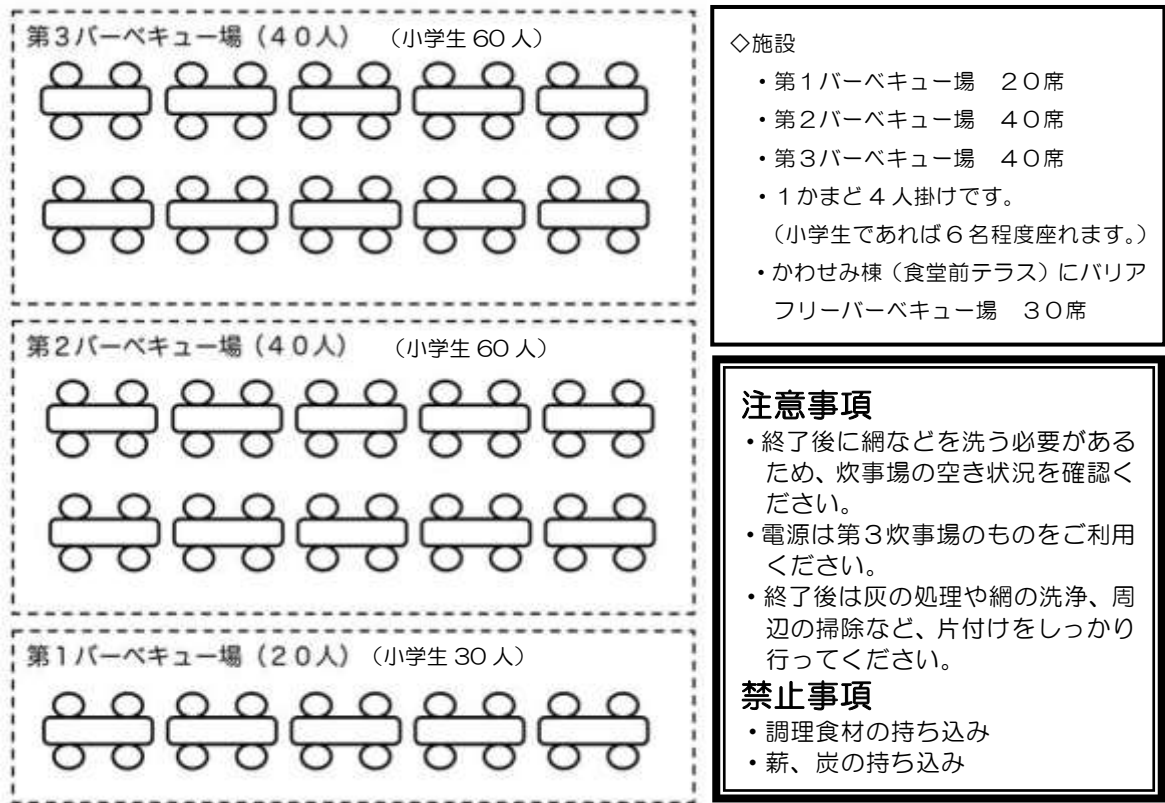 第3バーベキュー場(40人) (小学生60人)
第2バーベキュー場(40人) (小学生60人)
第1バーベキュー場(20人) (小学生30人)
◇施設
・第1バーベキュー場 20席
・第2バーベキュー場 40席
・第3バーベキュー場 40席
・1かまど4人掛けです。
(小学生であれば6名程度座れます。)
・かわせみ棟(食堂前テラス)にバリア
フリーバーベキュー場 30席
注意事項
・終了後に網などを洗う必要がある
ため、炊事場の空き状況を確認く
ださい。
・電源は第3炊事場のものをご利用
ください。
・終了後は灰の処理や網の洗浄、周
辺の掃除など、片付けをしっかり
行ってください。
禁止事項
・調理食材の持ち込み
・薪、炭の持ち込み